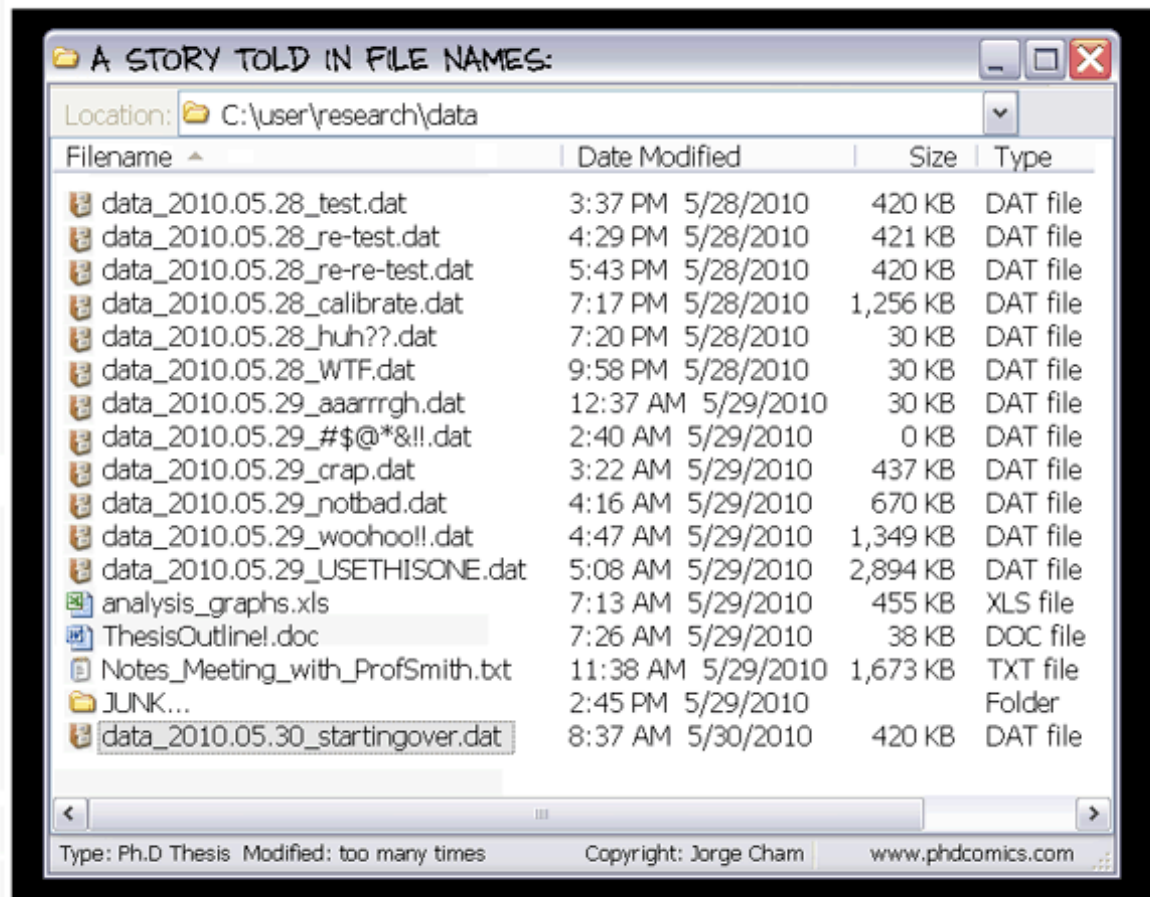 A STORY TOLD IN FILE NAMES:
Location: C:\user\research\data
Filename Date Modified Size Type
data_2010.05.28_test.dat 3:37 PM 5/28/2010 420 KB DAT file
data_2010.05.28_re-test.dat 4:29 PM 5/28/2010 421 KB DAT file
data_2010.05.28_re-re-test.dat 5:43 PM 5/28/2010 420 KB DAT file
data_2010.05.28_calibrate.dat 7:17 PM 5/28/2010 1,256 KB DAT file
data_2010.05.28_huh??.dat 7:20 PM 5/28/2010 30 KB DAT file
data_2010.05.28_WTF.dat 9:58 PM 5/28/2010 30 KB DAT file
data_2010.05.29_aaarrrgh.dat 12:37 AM 5/29/2010 30 KB DAT file
data_2010.05.29_#$@*&!!.dat 2:40 AM 5/29/2010 0 KB DAT file
data_2010.05.29_crap.dat 3:22 AM 5/29/2010 437 KB DAT file
data_2010.05.29_notbad.dat 4:16 AM 5/29/2010 670 KB DAT file
data_2010.05.29_woohoo!!.dat 4:47 AM 5/29/2010 1,349 KB DAT file
data_2010.05.29_USETHISONE.dat 5:08 AM 5/29/2010 2,894 KB DAT file
analysis_graphs.xls 7:13 AM 5/29/2010 455 KB XLS file
ThesisOutline!.doc 7:26 AM 5/29/2010 38 KB DOC file
Notes_Meeting_with_ProfSmith.txt 11:38 AM 5/29/2010 1,673 KB TXT file
JUNK... 2:45 PM 5/29/2010 Folder
data_2010.05.30_startingover.dat 8:37 AM 5/30/2010 420 KB DAT file
Type: Ph.D Thesis Modified: too many times Copyright: Jorge Cham www.phdcomics.com